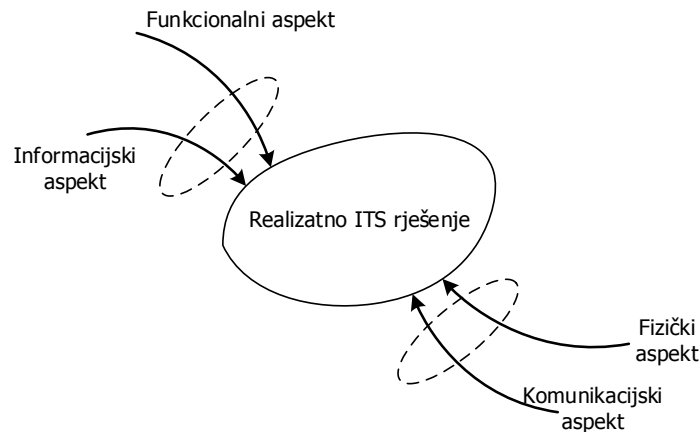 Funkcionalni aspekt
Informacijski
aspekt
Realizatno ITS rješenje
Fizički
aspekt
Komunikacijski
aspekt